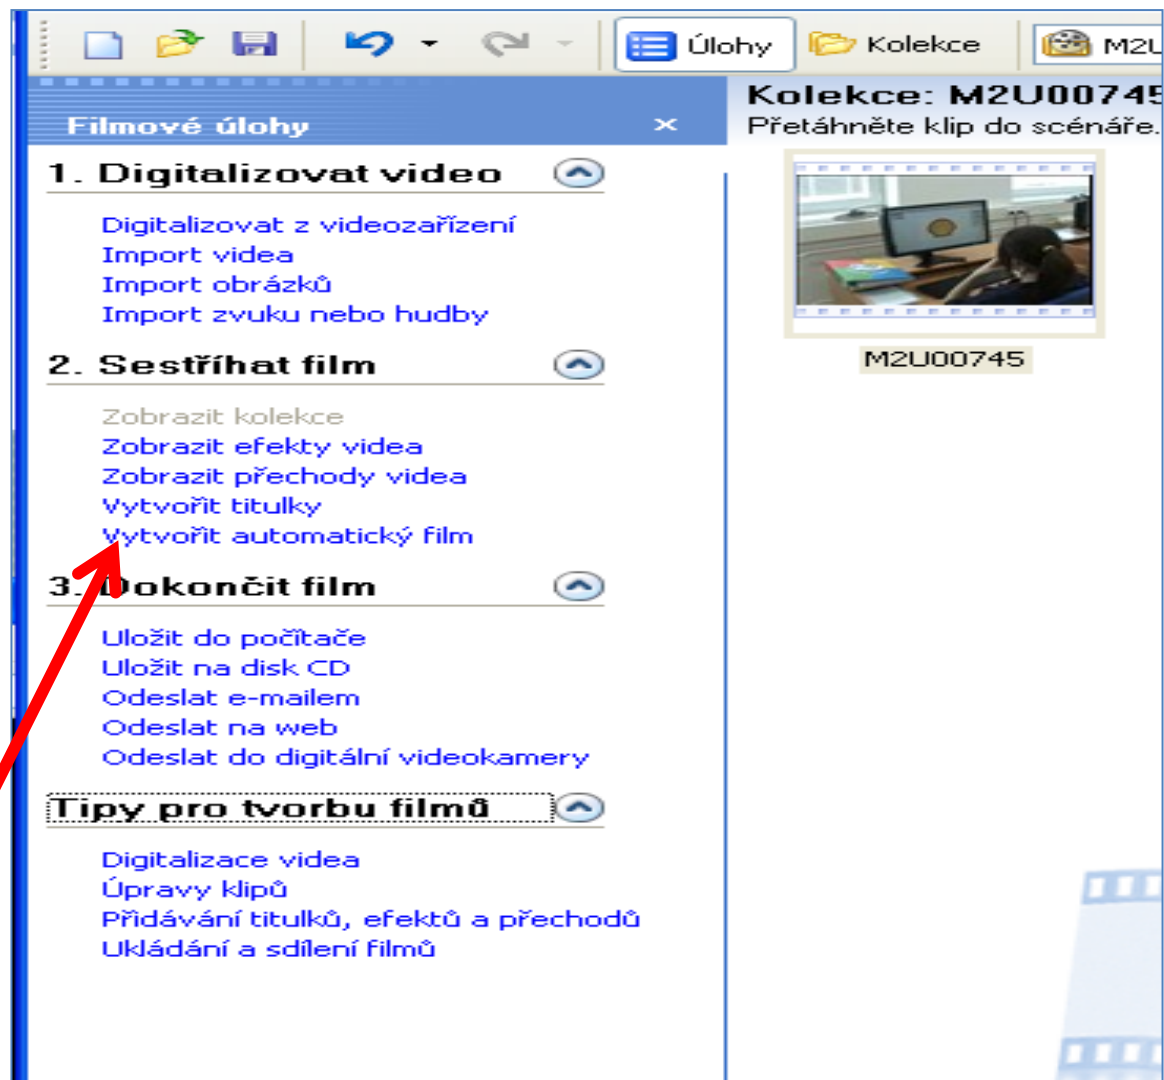 Úlohy Kolekce M2U
Filmové úlohy
Kolekce: M2U00745
Přetáhněte klip do scénáře.
1. Digitalizovat video
Digitalizovat z videozařízení
Import videa
Import obrázků
Import zvuku nebo hudby
M2U00745
2. Sestříhat film
Zobrazit kolekce
Zobrazit efekty videa
Zobrazit přechody videa
Vytvořit titulky
Vytvořit automatický film
3. Dokončit film
Uložit do počítače
Uložit na disk CD
Odeslat e-mailem
Odeslat na web
Odeslat do digitální videokamery
Tipy pro tvorbu filmů
Digitalizace videa
Úpravy klipů
Přidávání titulků, efektů a přechodů
Ukládání a sdílení filmů